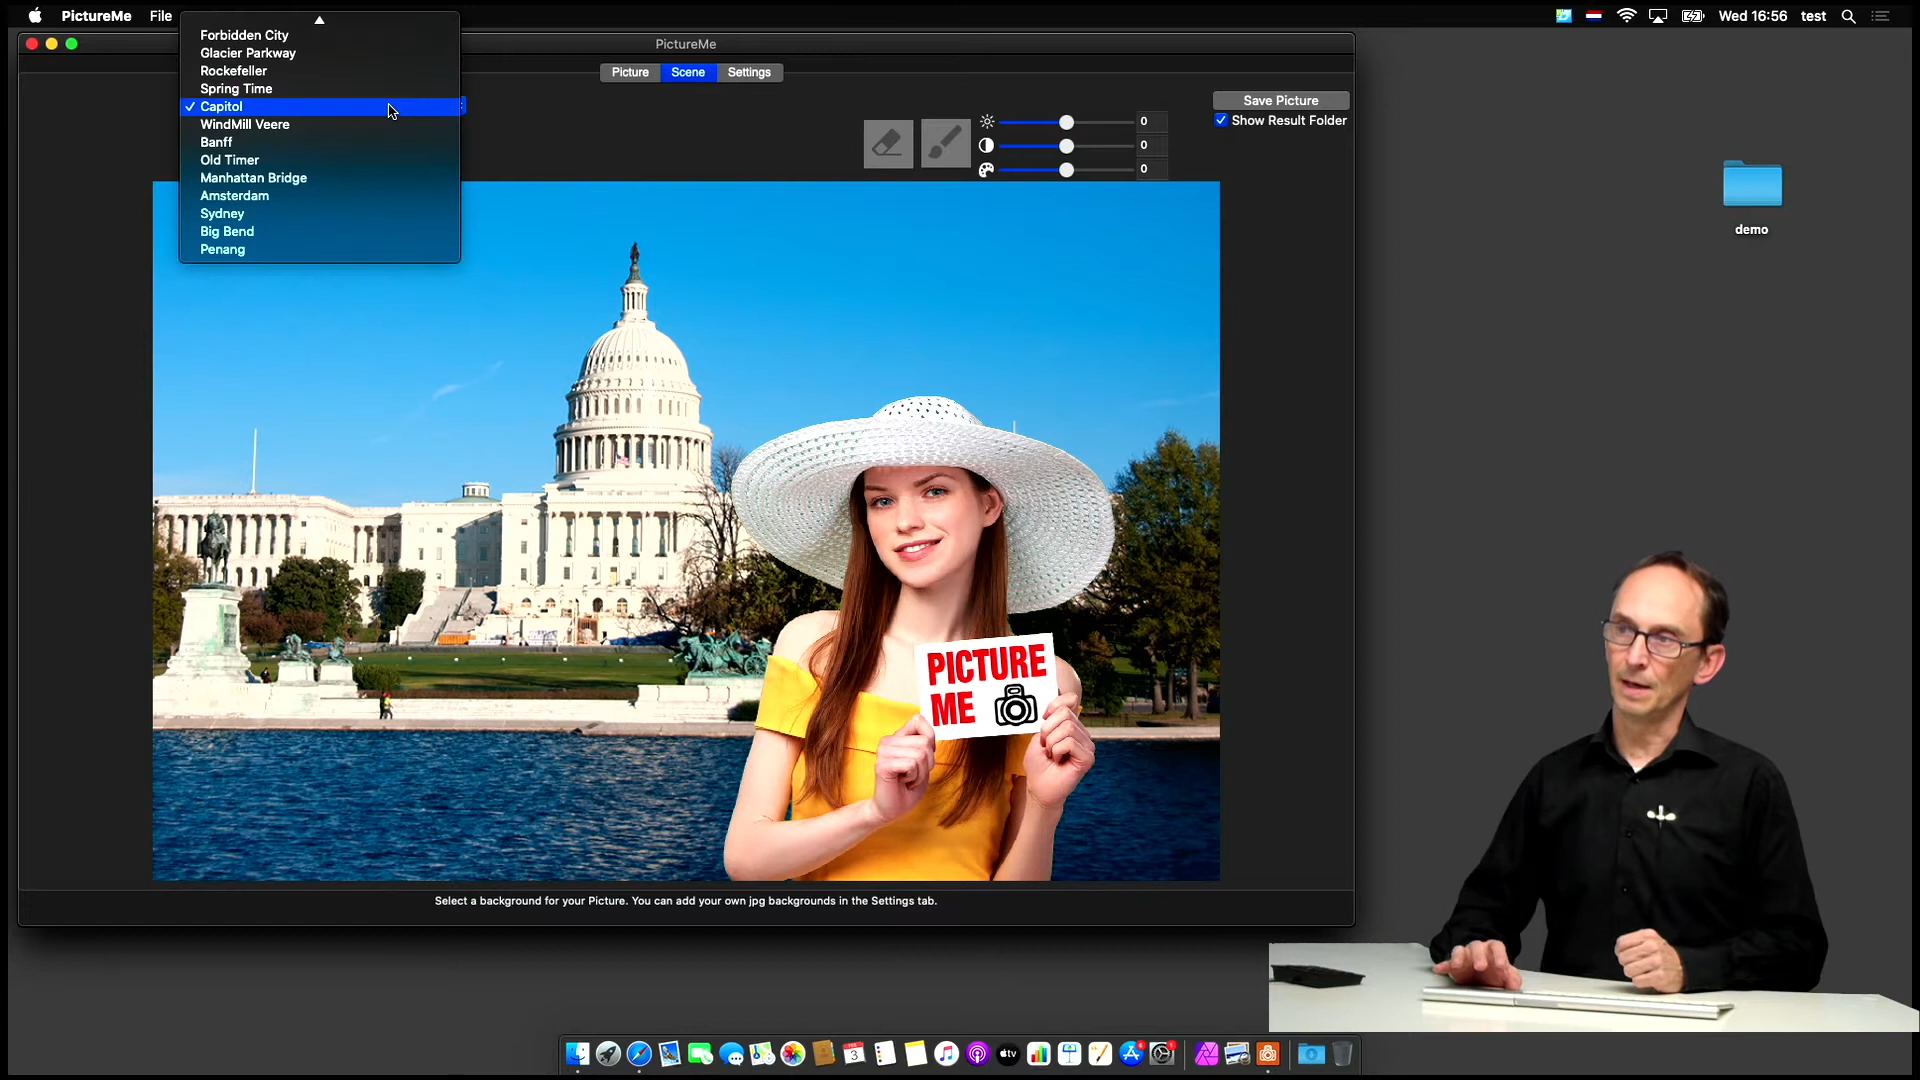 PictureMe File
Wed 16:56 test
PictureMe
Forbidden City
Glacier Parkway
Rockefeller
Spring Time
✓ Capitol
WindMill Veere
Banff
Old Timer
Manhattan Bridge
Amsterdam
Sydney
Big Bend
Penang
Picture Scene Settings
0
0
0
Save Picture
Show Result Folder
demo
PICTURE
ME
Select a background for your Picture. You can add your own jpg backgrounds in the Settings tab.
3
tv